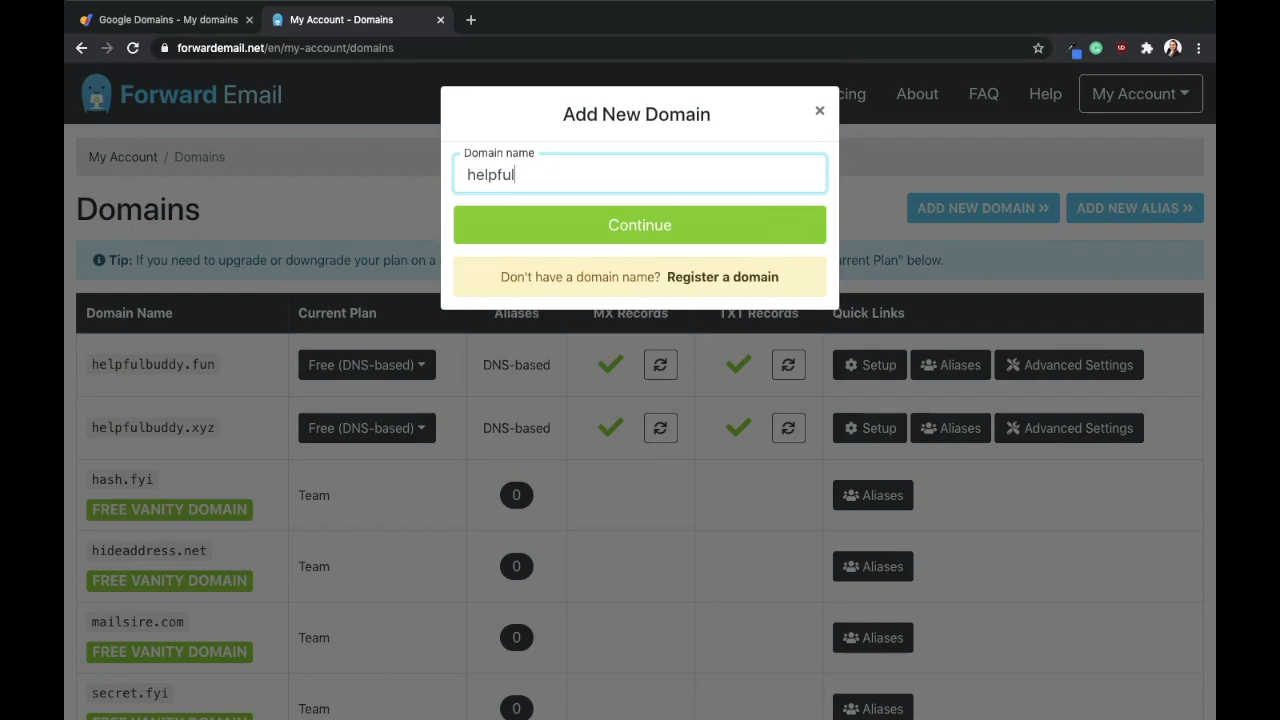 Google Domains - My domains
My Account - Domains
forwardemail.net/en/my-account/domains
Forward Email
About
FAQ
Help
My Account
My Account / Domains
Domains
ADD NEW DOMAIN »
ADD NEW ALIAS »
Tip: If you need to upgrade or downgrade your plan on a
Plan" below.
Add New Domain
×
Domain name
helpful
Continue
Don't have a domain name? Register a domain
Domain Name Current Plan Aliases MX Records TXT Records Quick Links
helpfulbuddy.fun Free (DNS-based) DNS-based Setup Aliases Advanced Settings
helpfulbuddy.xyz Free (DNS-based) DNS-based Setup Aliases Advanced Settings
hash.fyi
FREE VANITY DOMAIN
Team 0 Aliases
hideaddress.net
FREE VANITY DOMAIN
Team 0 Aliases
mailsire.com
FREE VANITY DOMAIN
Team 0 Aliases
secret.fyi
FREE VANITY DOMAIN
Team 0 Aliases